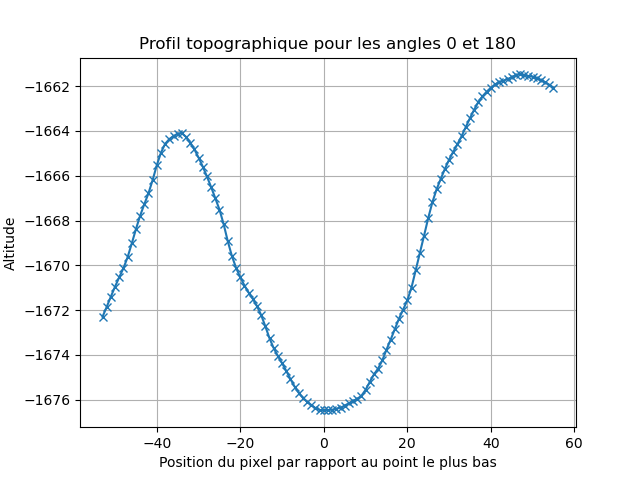 Profil topographique pour les angles 0 et 180
−1662
−1664
−1666
−1668
−1670
−1672
−1674
−1676
Altitude
−40 −20 0 20 40 60
Position du pixel par rapport au point le plus bas